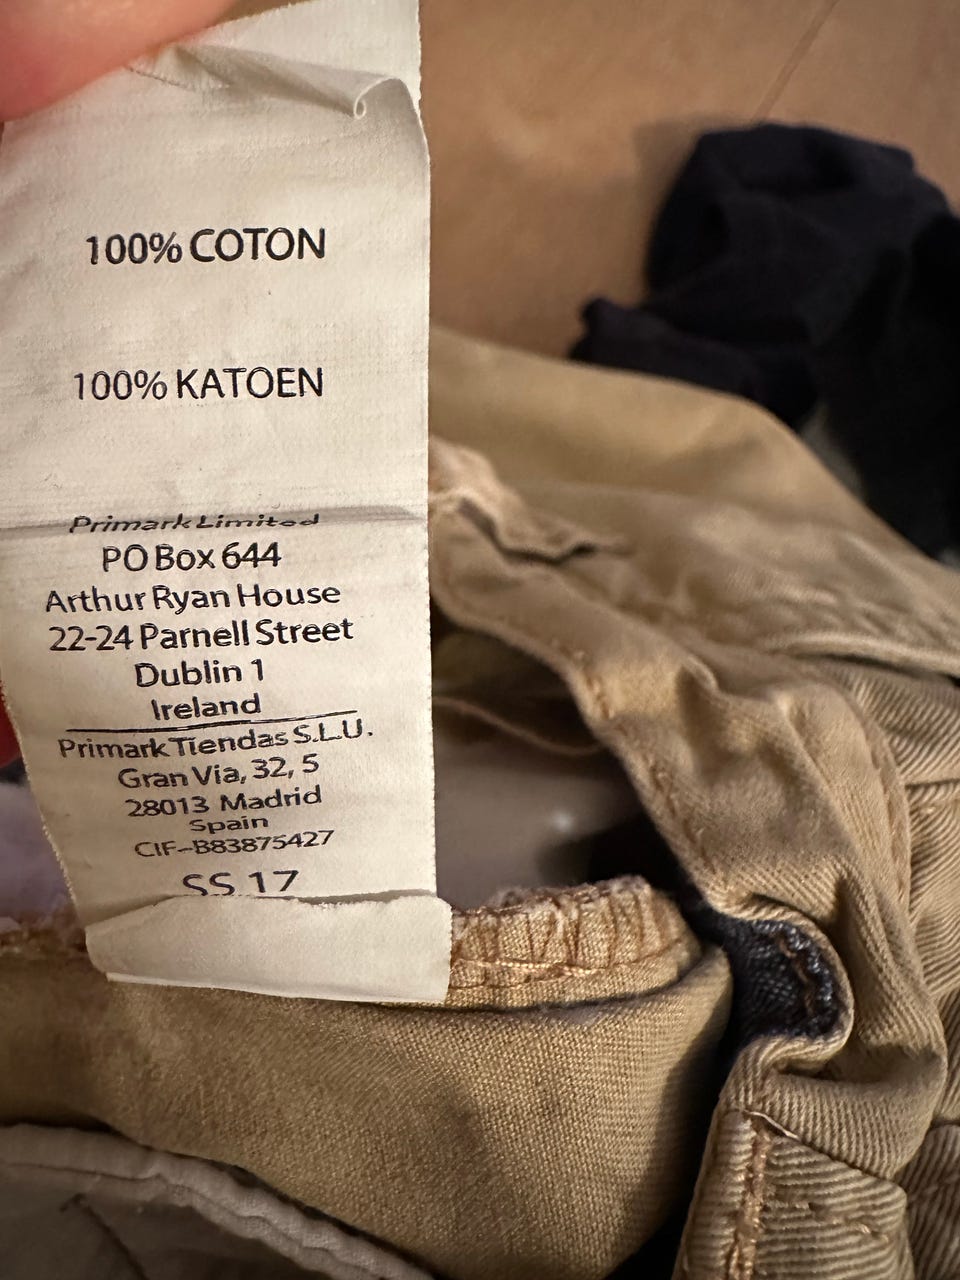 100% COTON
100% KATOEN
Primark Limited
PO Box 644
Arthur Ryan House
22-24 Parnell Street
Dublin 1
Ireland
Primark Tiendas S.L.U.
Gran Via, 32, 5
28013 Madrid
Spain
CIF-B83875427
SS 17